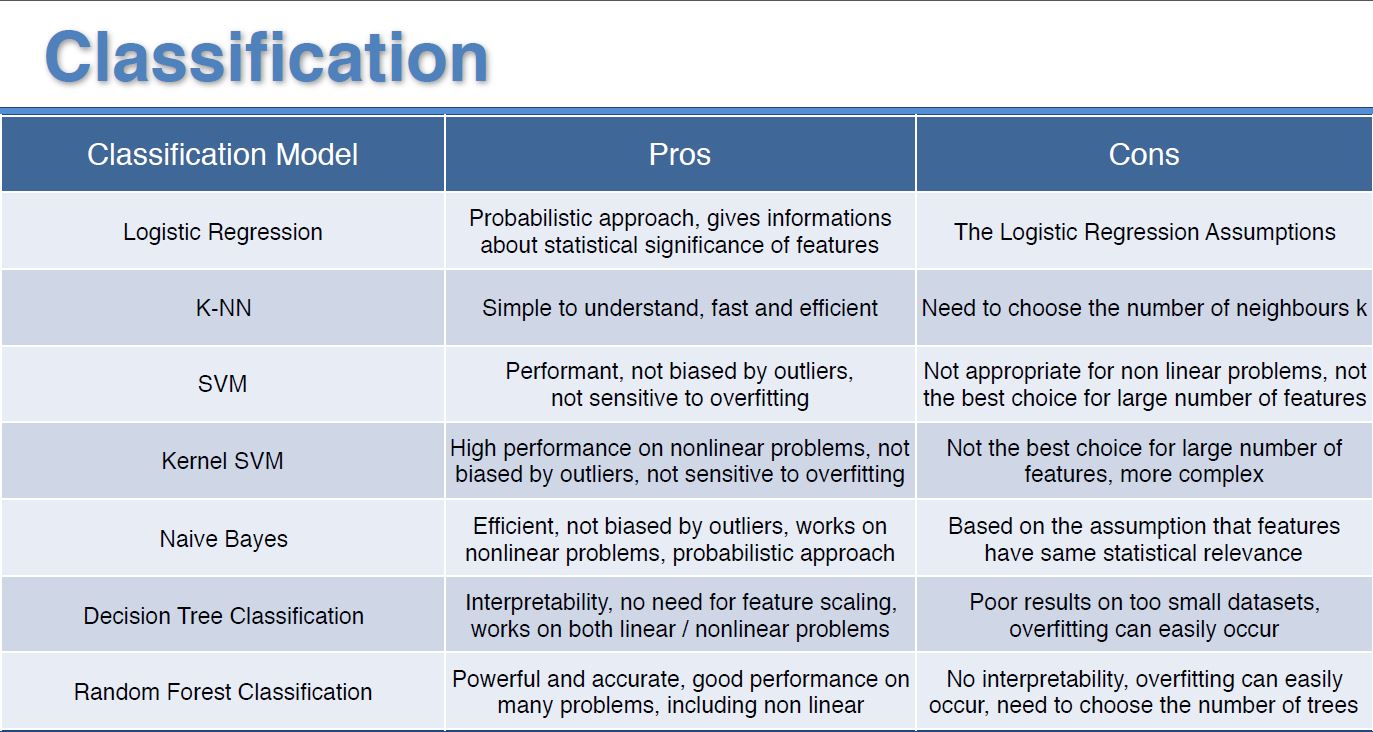 Classification
Classification Model
Pros
Cons
Logistic Regression
Probabilistic approach, gives informations
about statistical significance of features
The Logistic Regression Assumptions
K-NN
Simple to understand, fast and efficient
Need to choose the number of neighbours k
SVM
Performant, not biased by outliers,
not sensitive to overfitting
Not appropriate for non linear problems, not
the best choice for large number of features
Kernel SVM
High performance on nonlinear problems, not
biased by outliers, not sensitive to overfitting
Not the best choice for large number of
features, more complex
Naive Bayes
Efficient, not biased by outliers, works on
nonlinear problems, probabilistic approach
Based on the assumption that features
have same statistical relevance
Decision Tree Classification
Interpretability, no need for feature scaling,
works on both linear / nonlinear problems
Poor results on too small datasets,
overfitting can easily occur
Random Forest Classification
Powerful and accurate, good performance on
many problems, including non linear
No interpretability, overfitting can easily
occur, need to choose the number of trees